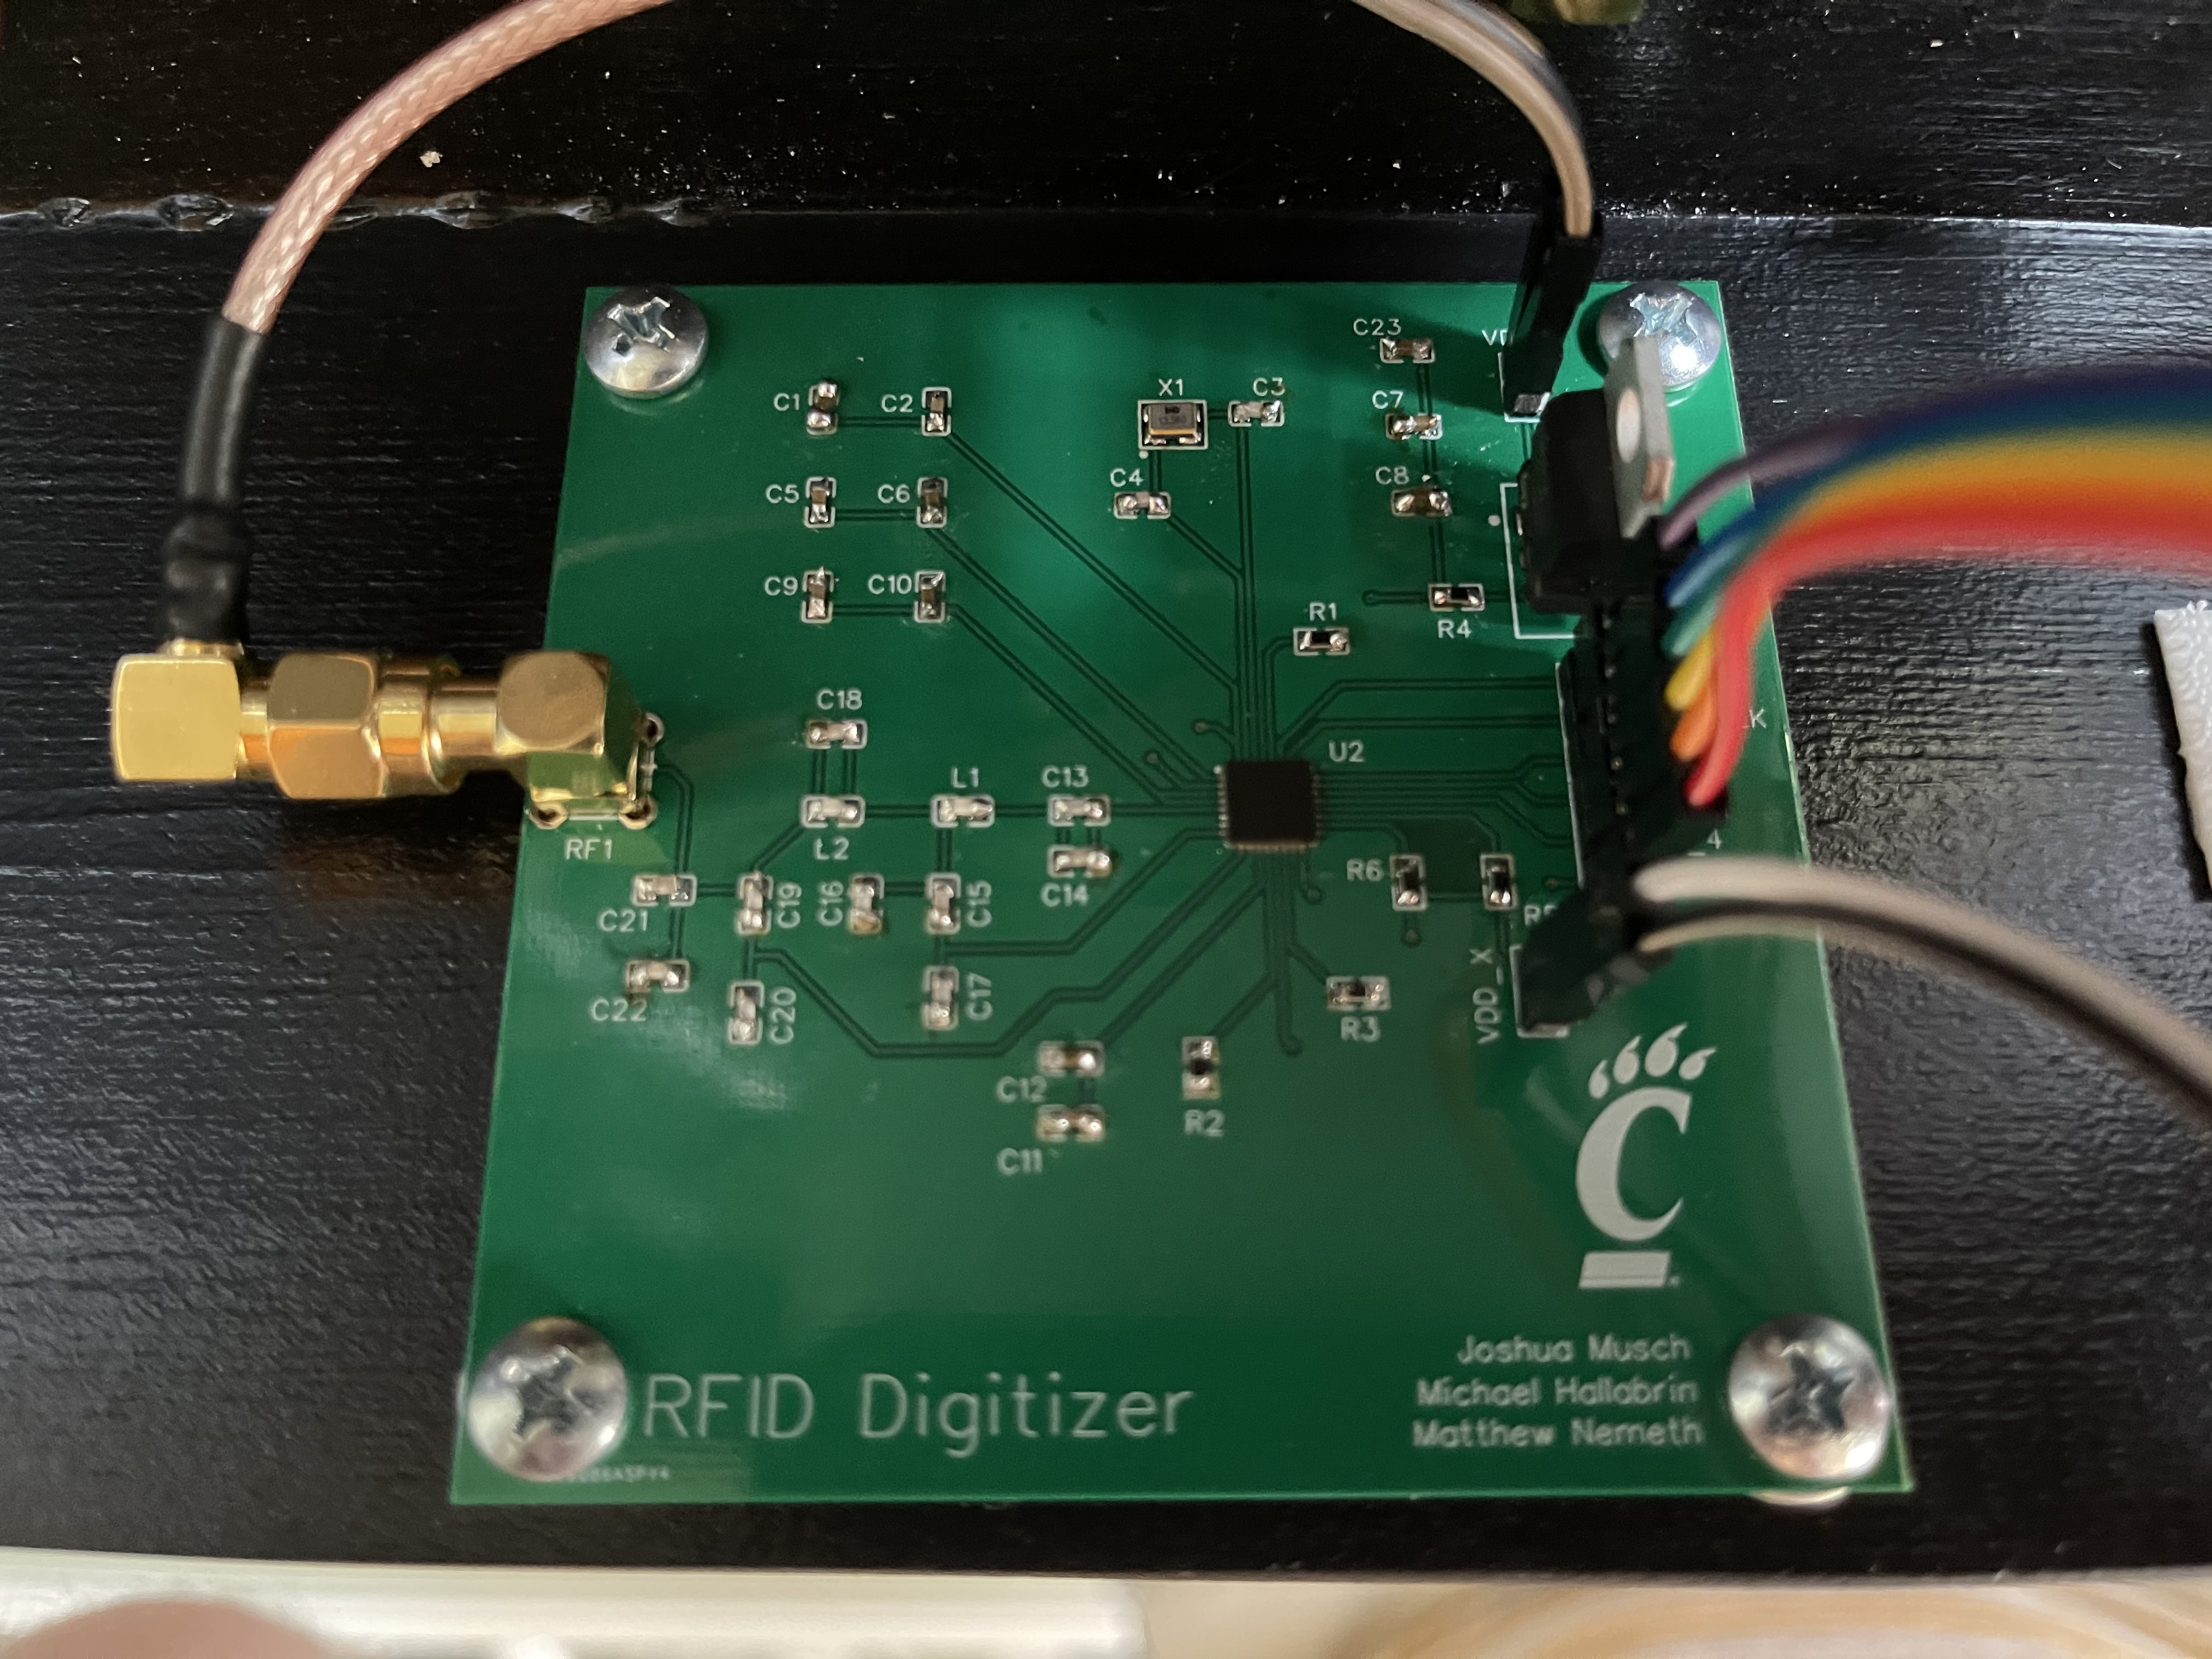 RFID Digitizer
Joshua Musch
Michael Hallabrin
Matthew Nemeth
C
VDD_X
C23
C7
C8
C3
X1
C4
C2
C1
C6
C5
C10
C9
R4
R1
C18
U2
C13
L1
L2
RF1
C14
R6
C15
C16
C19
C21
C22
C17
C20
R3
R2
C12
C11